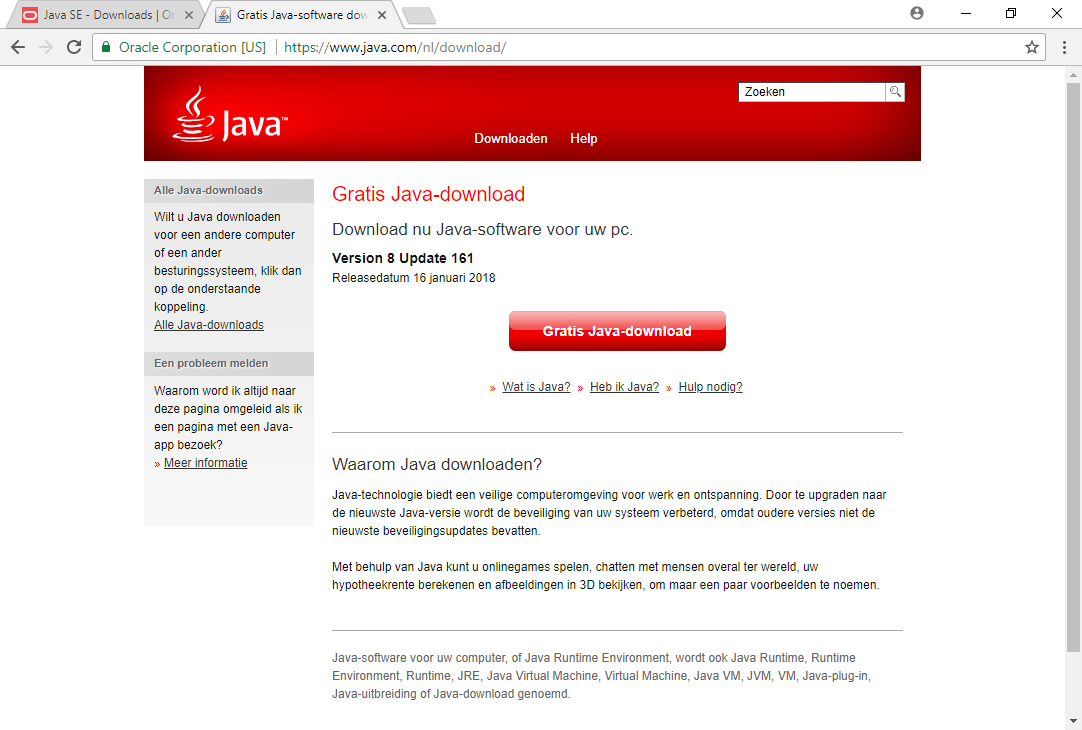 Java SE - Downloads | Or
Gratis Java-software dow
Oracle Corporation [US]
https://www.java.com/nl/download/
Java™
Zoeken
Downloaden Help
Alle Java-downloads
Wilt u Java downloaden
voor een andere computer
of een ander
besturingssysteem, klik dan
op de onderstaande
koppeling.
Alle Java-downloads
Een probleem melden
Waarom word ik altijd naar
deze pagina omgeleid als ik
een pagina met een Java-
app bezoek?
» Meer informatie
Gratis Java-download
Download nu Java-software voor uw pc.
Version 8 Update 161
Releasedatum 16 januari 2018
Gratis Java-download
» Wat is Java? » Heb ik Java? » Hulp nodig?
Waarom Java downloaden?
Java-technologie biedt een veilige computeromgeving voor werk en ontspanning. Door te upgraden naar
de nieuwste Java-versie wordt de beveiliging van uw systeem verbeterd, omdat oudere versies niet de
nieuwste beveiligingsupdates bevatten.
Met behulp van Java kunt u onlinegames spelen, chatten met mensen overal ter wereld, uw
hypotheekrente berekenen en afbeeldingen in 3D bekijken, om maar een paar voorbeelden te noemen.
Java-software voor uw computer, of Java Runtime Environment, wordt ook Java Runtime, Runtime
Environment, Runtime, JRE, Java Virtual Machine, Virtual Machine, Java VM, JVM, VM, Java-plug-in,
Java-uitbreiding of Java-download genoemd.